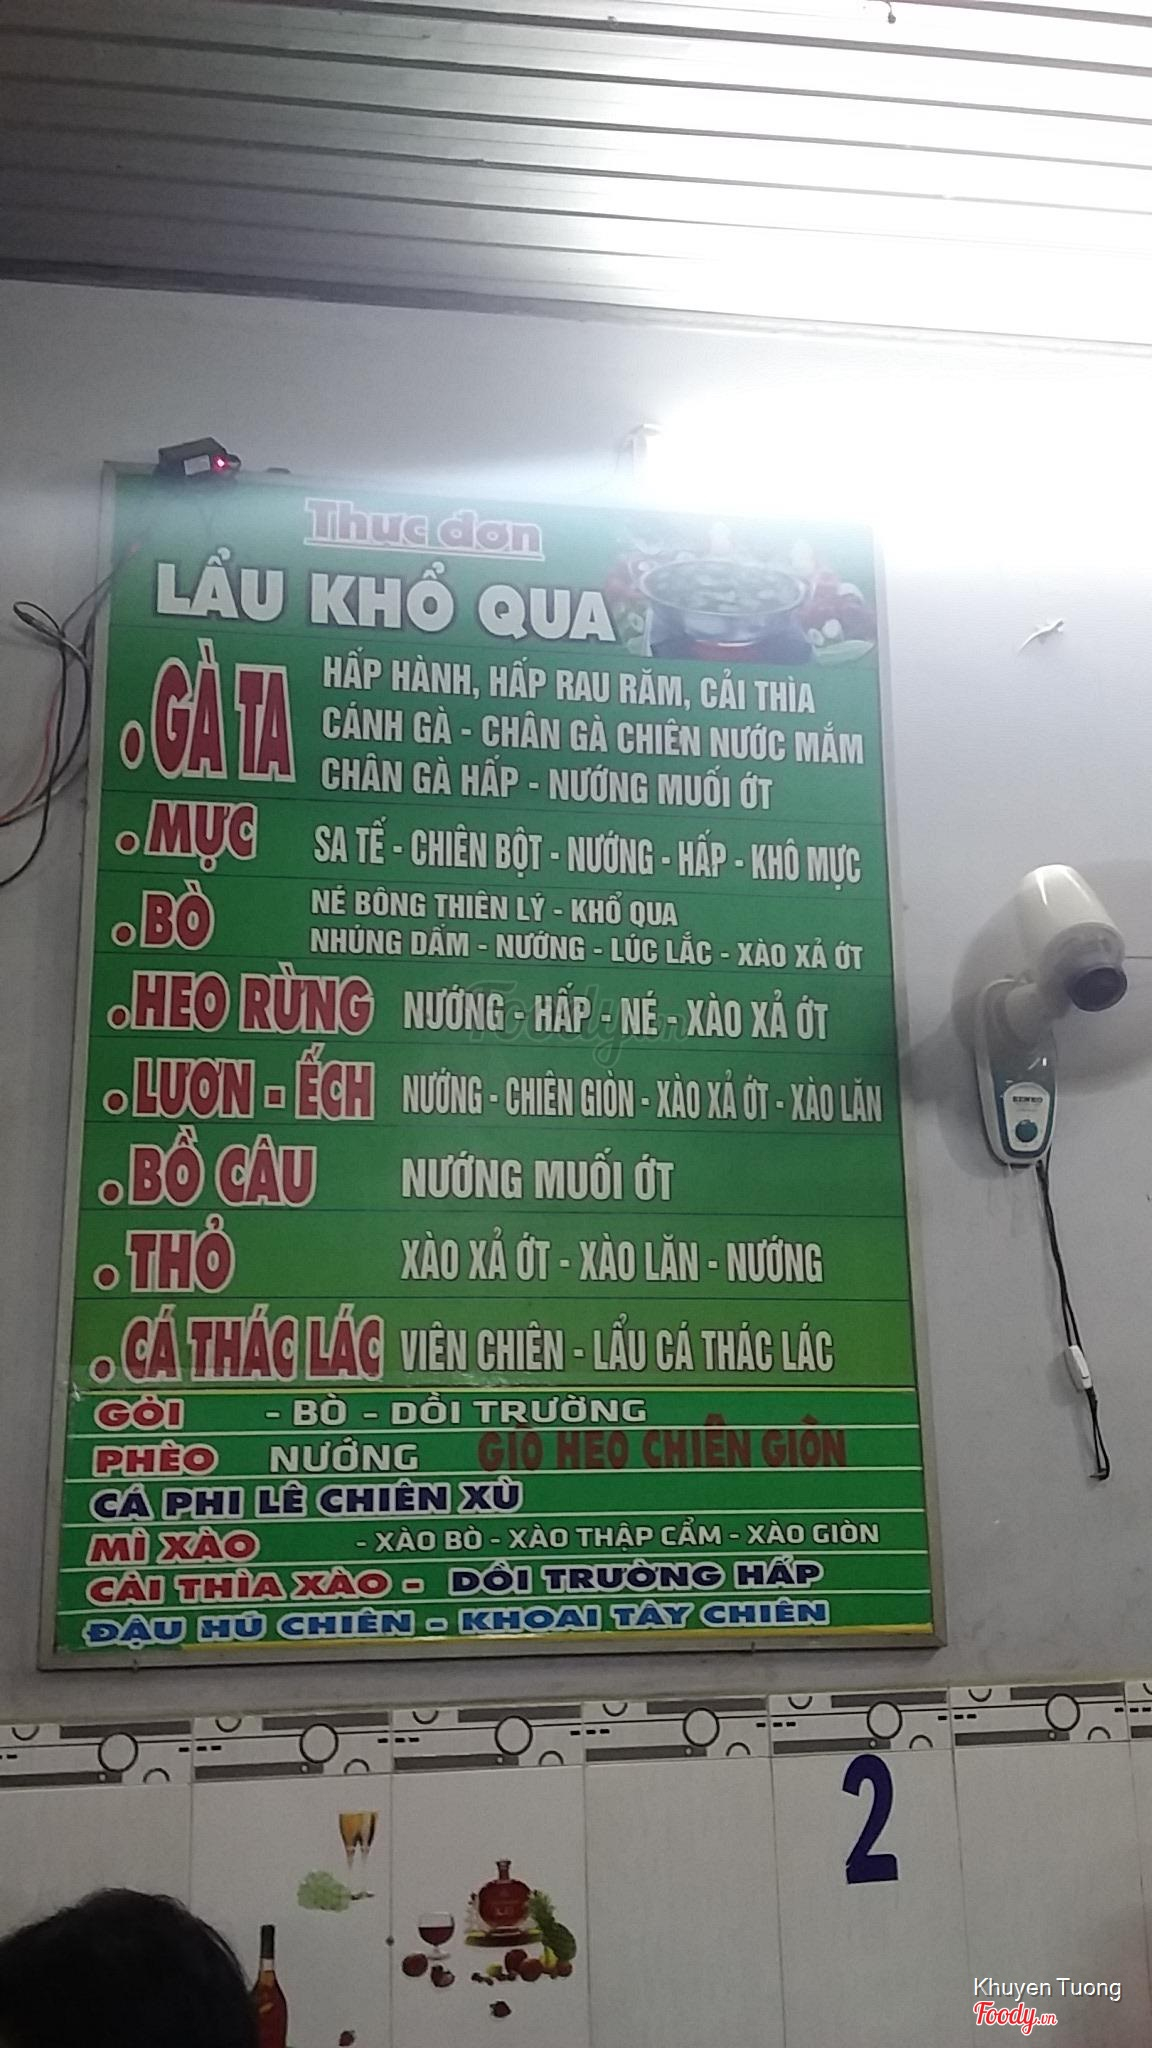 Thực đơn
LẨU KHỔ QUA
. GÀ TA
HẤP HÀNH, HẤP RAU RĂM, CẢI THÌA
CÁNH GÀ - CHÂN GÀ CHIÊN NƯỚC MẮM
CHÂN GÀ HẤP - NƯỚNG MUỐI ỚT
. MỰC SA TẾ - CHIÊN BỘT - NƯỚNG - HẤP - KHÔ MỰC
. BÒ
NÉ BÔNG THIÊN LÝ - KHỔ QUA
NHÚNG DẤM - NƯỚNG - LÚC LẮC - XÀO XẢ ỚT
. HEO RỪNG NƯỚNG - HẤP - NÉ - XÀO XẢ ỚT
. LƯƠN - ẾCH NƯỚNG - CHIÊN GIÒN - XÀO XẢ ỚT - XÀO LĂN
. BỒ CÂU NƯỚNG MUỐI ỚT
. THỎ XÀO XẢ ỚT - XÀO LĂN - NƯỚNG
. CÁ THÁC LÁC VIÊN CHIÊN - LẨU CÁ THÁC LÁC
GỎI - BÒ - DỒI TRƯỜNG
PHÈO NƯỚNG GIÒ HEO CHIÊN GIÒN
CÁ PHI LÊ CHIÊN XÙ
MÌ XÀO - XÀO BÒ - XÀO THẬP CẨM - XÀO GIÒN
CẢI THÌA XÀO - DỒI TRƯỜNG HẤP
ĐẬU HŨ CHIÊN - KHOAI TÂY CHIÊN
Foody.vn
SENKO
2
Khuyen Tuong
Foody.vn